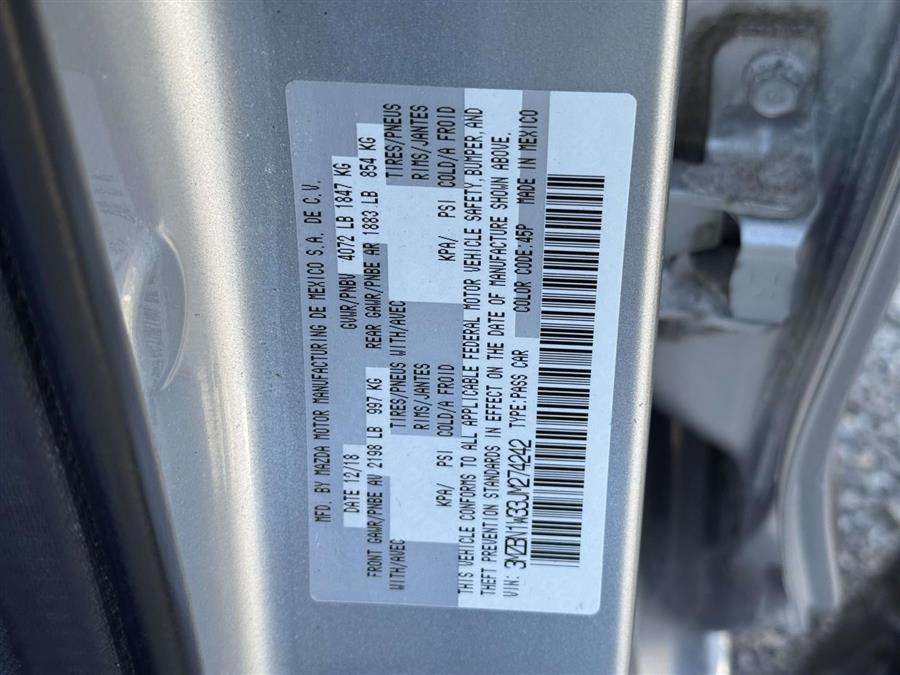 MFD. BY MAZDA MOTOR MANUFACTURING DE MEXICO S.A. DE C.V.
DATE 12/18 GVWR/PNBV 4072 LB 1847 KG
FRONT GAWR/PNBE AV 2198 LB 997 KG REAR GAWR/PNBE AR 1883 LB 854 KG
WITH/AVEC TIRES/PNEUS WITH/AVEC TIRES/PNEUS
RIMS/JANTES RIMS/JANTES
KPA/ PSI COLD/A FROID KPA/ PSI COLD/A FROID
THIS VEHICLE CONFORMS TO ALL APPLICABLE FEDERAL MOTOR VEHICLE SAFETY, BUMPER, AND
THEFT PREVENTION STANDARDS IN EFFECT ON THE DATE OF MANUFACTURE SHOWN ABOVE.
VIN: 3MZBN1W33JM274242 TYPE:PASS CAR COLOR CODE:45P MADE IN MEXICO